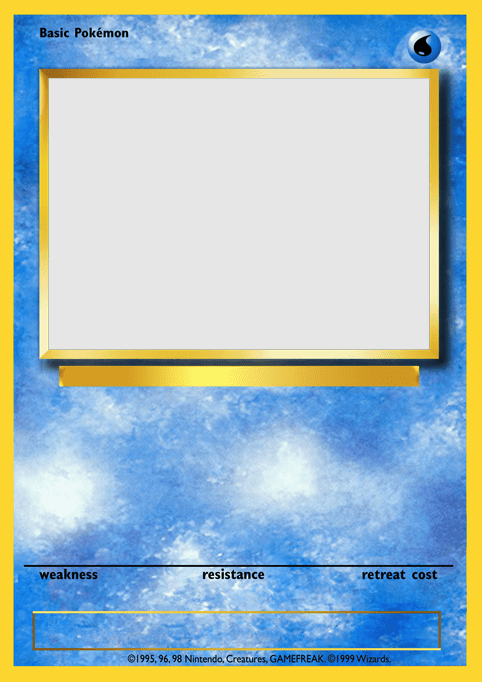 Basic Pokémon
weakness resistance retreat cost
©1995, 96, 98 Nintendo, Creatures, GAMEFREAK. ©1999 Wizards.